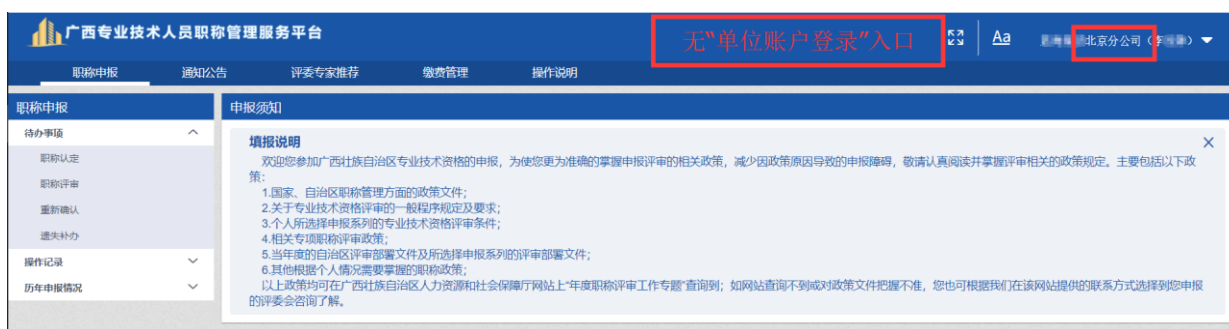 广西专业技术人员职称管理服务平台
无“单位账户登录”入口
Aa
北京分公司（李
职称申报 通知公告 评委专家推荐 缴费管理 操作说明
职称申报
待办事项
职称认定
职称评审
重新确认
遗失补办
操作记录
历年申报情况
申报须知
填报说明
欢迎您参加广西壮族自治区专业技术资格的申报，为使您更为准确的掌握申报评审的相关政策，减少因政策原因导致的申报障碍，敬请认真阅读并掌握评审相关的政策规定。主要包括以下政
策：
1.国家、自治区职称管理方面的政策文件；
2.关于专业技术资格评审的一般程序规定及要求；
3.个人所选择申报系列的专业技术资格评审条件；
4.相关专项职称评审政策；
5.当年度的自治区评审部署文件及所选择申报系列的评审部署文件；
6.其他根据个人情况需要掌握的职称政策；
以上政策均可在广西壮族自治区人力资源和社会保障厅网站上“年度职称评审工作专题”查询到；如网站查询不到或对政策文件把握不准，您也可根据我们在该网站提供的联系方式选择到您申报
的评委会咨询了解。